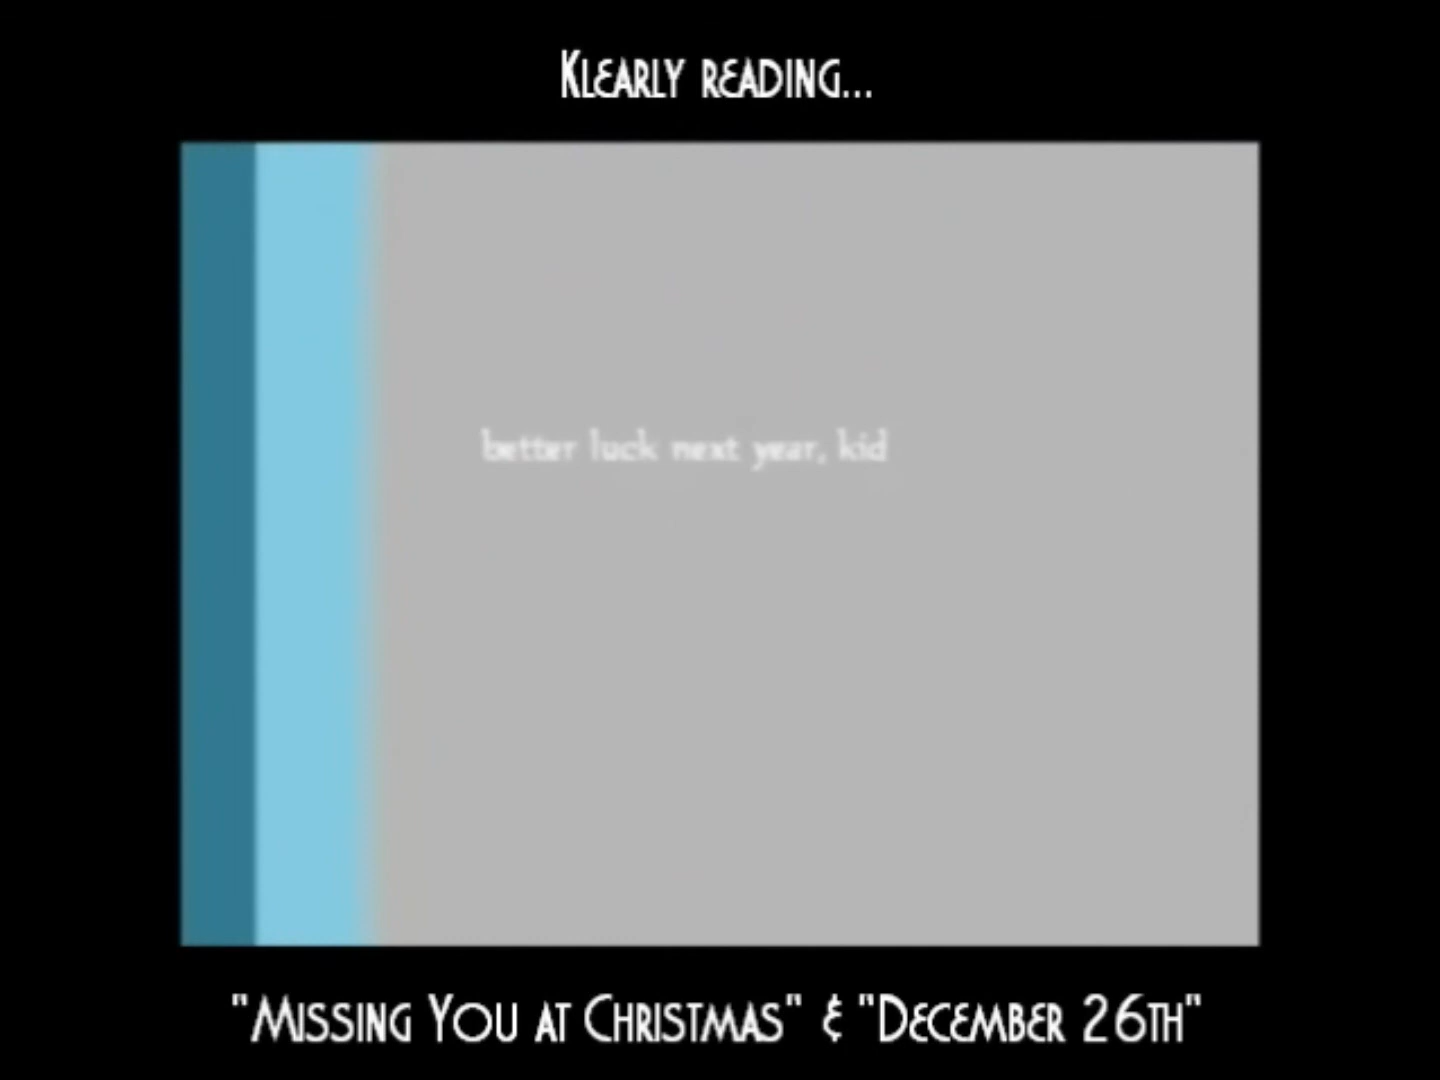 Klearly reading...
better luck next year, kid
"Missing You at Christmas" & "December 26th"